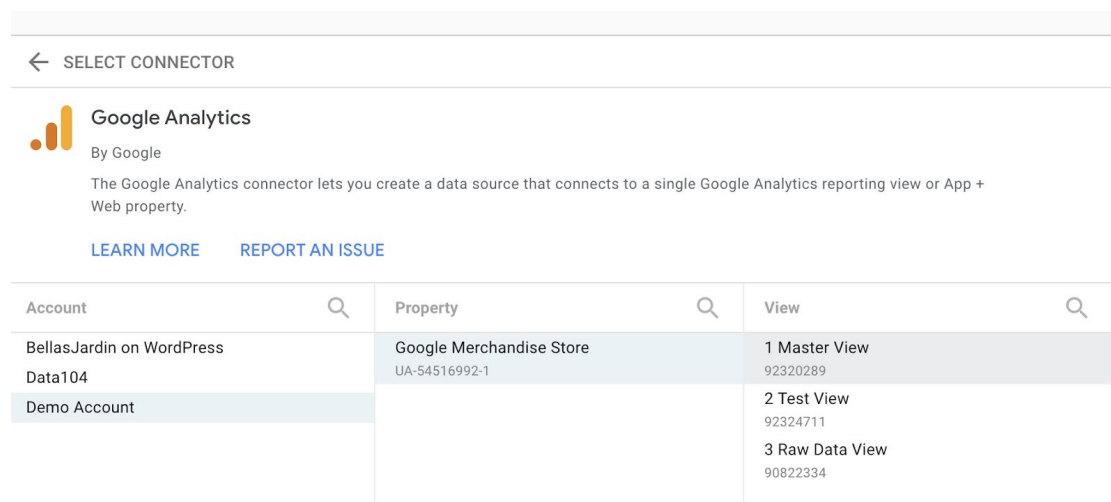 SELECT CONNECTOR
Google Analytics
By Google
The Google Analytics connector lets you create a data source that connects to a single Google Analytics reporting view or App +
Web property.
LEARN MORE REPORT AN ISSUE
Account Property View
BellasJardin on WordPress
Data104
Demo Account
Google Merchandise Store
UA-54516992-1
1 Master View
92320289
2 Test View
92324711
3 Raw Data View
90822334